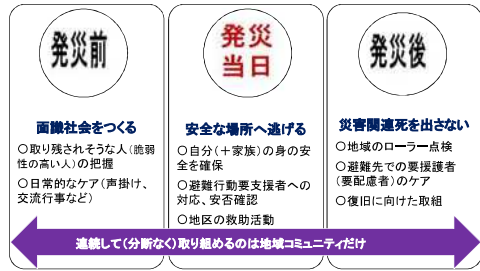 発災前
面識社会をつくる
○取り残されそうな人(脆弱
性の高い人)の把握
○日常的なケア(声掛け、
交流行事など)
発災
当日
安全な場所へ逃げる
○自分(+家族)の身の安
全を確保
○避難行動要支援者への
対応、安否確認
○地区の救助活動
発災後
災害関連死を出さない
○地域のローラー点検
○避難先での要援護者
(要配慮者)のケア
○復旧に向けた取組
連続して(分断なく)取り組めるのは地域コミュニティだけ